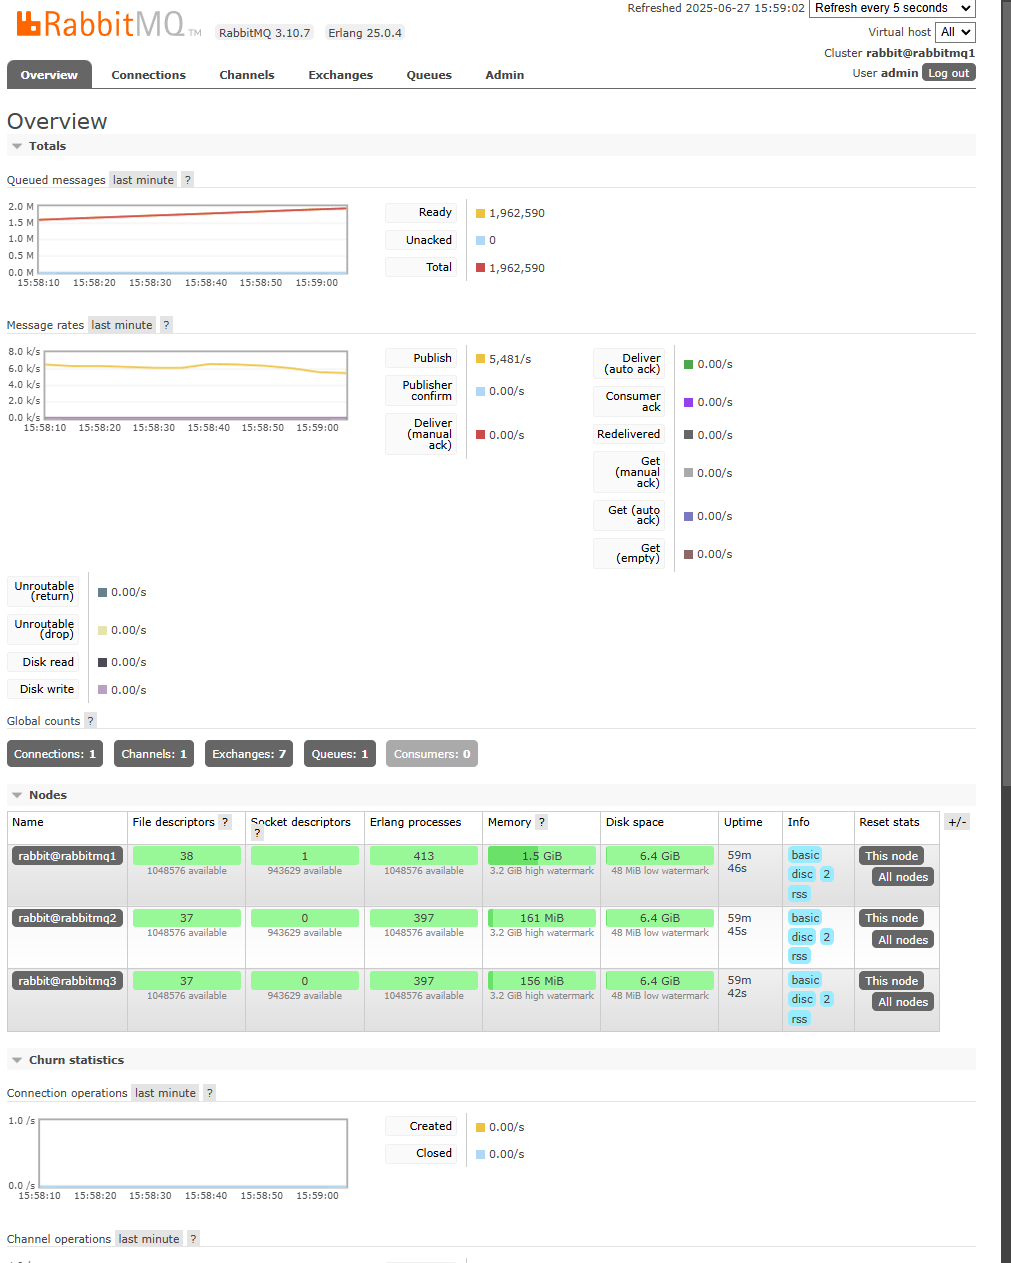 Refreshed 2025-06-27 15:59:02 Refresh every 5 seconds
RabbitMQ TM RabbitMQ 3.10.7 Erlang 25.0.4
Virtual host All
Cluster rabbit@rabbitmq1
User admin Log out
Overview Connections Channels Exchanges Queues Admin
Overview
Totals
Queued messages last minute ?
2.0 M
1.5 M
1.0 M
0.5 M
0.0 M
15:58:10 15:58:20 15:58:30 15:58:40 15:58:50 15:59:00
Ready 1,962,590
Unacked 0
Total 1,962,590
Message rates last minute ?
8.0 k/s
6.0 k/s
4.0 k/s
2.0 k/s
0.0 k/s
15:58:10 15:58:20 15:58:30 15:58:40 15:58:50 15:59:00
Publish 5,481/s
Publisher
confirm 0.00/s
Deliver
(manual
ack) 0.00/s
Deliver
(auto ack) 0.00/s
Consumer
ack 0.00/s
Redelivered 0.00/s
Get
(manual
ack) 0.00/s
Get (auto
ack) 0.00/s
Get
(empty) 0.00/s
Unroutable
(return) 0.00/s
Unroutable
(drop) 0.00/s
Disk read 0.00/s
Disk write 0.00/s
Global counts ?
Connections: 1 Channels: 1 Exchanges: 7 Queues: 1 Consumers: 0
Nodes
Name File descriptors ? Socket descriptors ? Erlang processes Memory ? Disk space Uptime Info Reset stats +/-
rabbit@rabbitmq1 38 1 413 1.5 GiB 6.4 GiB 59m basic This node
1048576 available 943629 available 1048576 available 3.2 GiB high watermark 48 MiB low watermark 46s disc 2 All nodes
rss
rabbit@rabbitmq2 37 0 397 161 MiB 6.4 GiB 59m basic This node
1048576 available 943629 available 1048576 available 3.2 GiB high watermark 48 MiB low watermark 45s disc 2 All nodes
rss
rabbit@rabbitmq3 37 0 397 156 MiB 6.4 GiB 59m basic This node
1048576 available 943629 available 1048576 available 3.2 GiB high watermark 48 MiB low watermark 42s disc 2 All nodes
rss
Churn statistics
Connection operations last minute ?
1.0 /s
0.0 /s
15:58:10 15:58:20 15:58:30 15:58:40 15:58:50 15:59:00
Created 0.00/s
Closed 0.00/s
Channel operations last minute ?